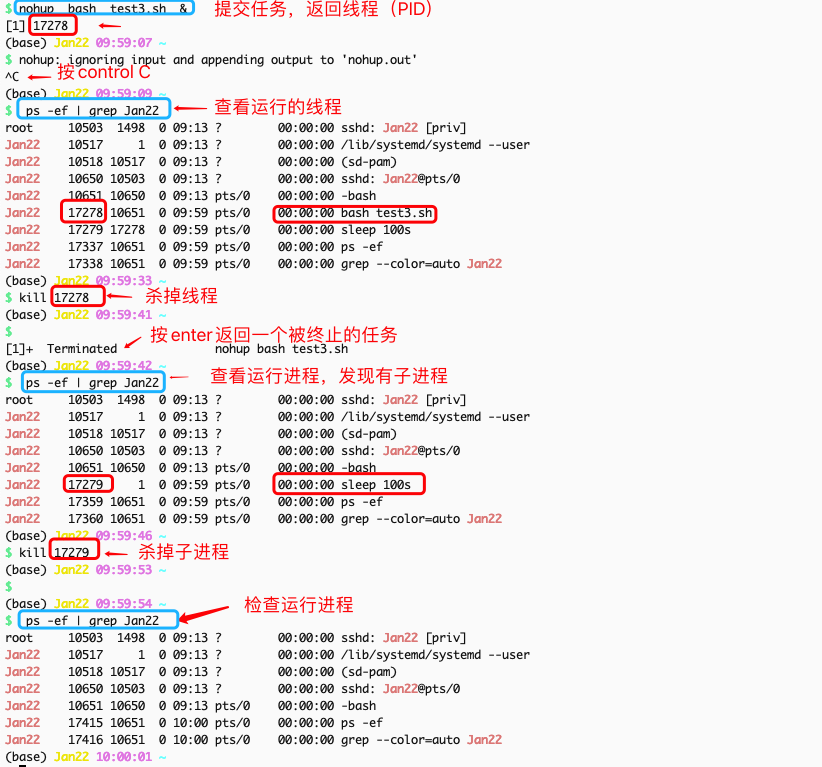 $ nohup bash test3.sh & 提交任务，返回线程（PID）
[1] 17278
(base) Jan22 09:59:07 ~
$ nohup: ignoring input and appending output to 'nohup.out'
^C 按control C
(base) Jan22 09:59:09 ~
$ ps -ef | grep Jan22 查看运行的线程
root 10503 1498 0 09:13 ? 00:00:00 sshd: Jan22 [priv]
Jan22 10517 1 0 09:13 ? 00:00:00 /lib/systemd/systemd --user
Jan22 10518 10517 0 09:13 ? 00:00:00 (sd-pam)
Jan22 10650 10503 0 09:13 ? 00:00:00 sshd: Jan22@pts/0
Jan22 10651 10650 0 09:13 pts/0 00:00:00 -bash
Jan22 17278 10651 0 09:59 pts/0 00:00:00 bash test3.sh
Jan22 17279 17278 0 09:59 pts/0 00:00:00 sleep 100s
Jan22 17337 10651 0 09:59 pts/0 00:00:00 ps -ef
Jan22 17338 10651 0 09:59 pts/0 00:00:00 grep --color=auto Jan22
(base) Jan22 09:59:33 ~
$ kill 17278 杀掉线程
(base) Jan22 09:59:41 ~
$ 按enter返回一个被终止的任务
[1]+ Terminated nohup bash test3.sh
(base) Jan22 09:59:42 ~
$ ps -ef | grep Jan22 查看运行进程，发现有子进程
root 10503 1498 0 09:13 ? 00:00:00 sshd: Jan22 [priv]
Jan22 10517 1 0 09:13 ? 00:00:00 /lib/systemd/systemd --user
Jan22 10518 10517 0 09:13 ? 00:00:00 (sd-pam)
Jan22 10650 10503 0 09:13 ? 00:00:00 sshd: Jan22@pts/0
Jan22 10651 10650 0 09:13 pts/0 00:00:00 -bash
Jan22 17279 1 0 09:59 pts/0 00:00:00 sleep 100s
Jan22 17359 10651 0 09:59 pts/0 00:00:00 ps -ef
Jan22 17360 10651 0 09:59 pts/0 00:00:00 grep --color=auto Jan22
(base) Jan22 09:59:46 ~
$ kill 17279 杀掉子进程
(base) Jan22 09:59:53 ~
$
(base) Jan22 09:59:54 ~ 检查运行进程
$ ps -ef | grep Jan22
root 10503 1498 0 09:13 ? 00:00:00 sshd: Jan22 [priv]
Jan22 10517 1 0 09:13 ? 00:00:00 /lib/systemd/systemd --user
Jan22 10518 10517 0 09:13 ? 00:00:00 (sd-pam)
Jan22 10650 10503 0 09:13 ? 00:00:00 sshd: Jan22@pts/0
Jan22 10651 10650 0 09:13 pts/0 00:00:00 -bash
Jan22 17415 10651 0 10:00 pts/0 00:00:00 ps -ef
Jan22 17416 10651 0 10:00 pts/0 00:00:00 grep --color=auto Jan22
(base) Jan22 10:00:01 ~